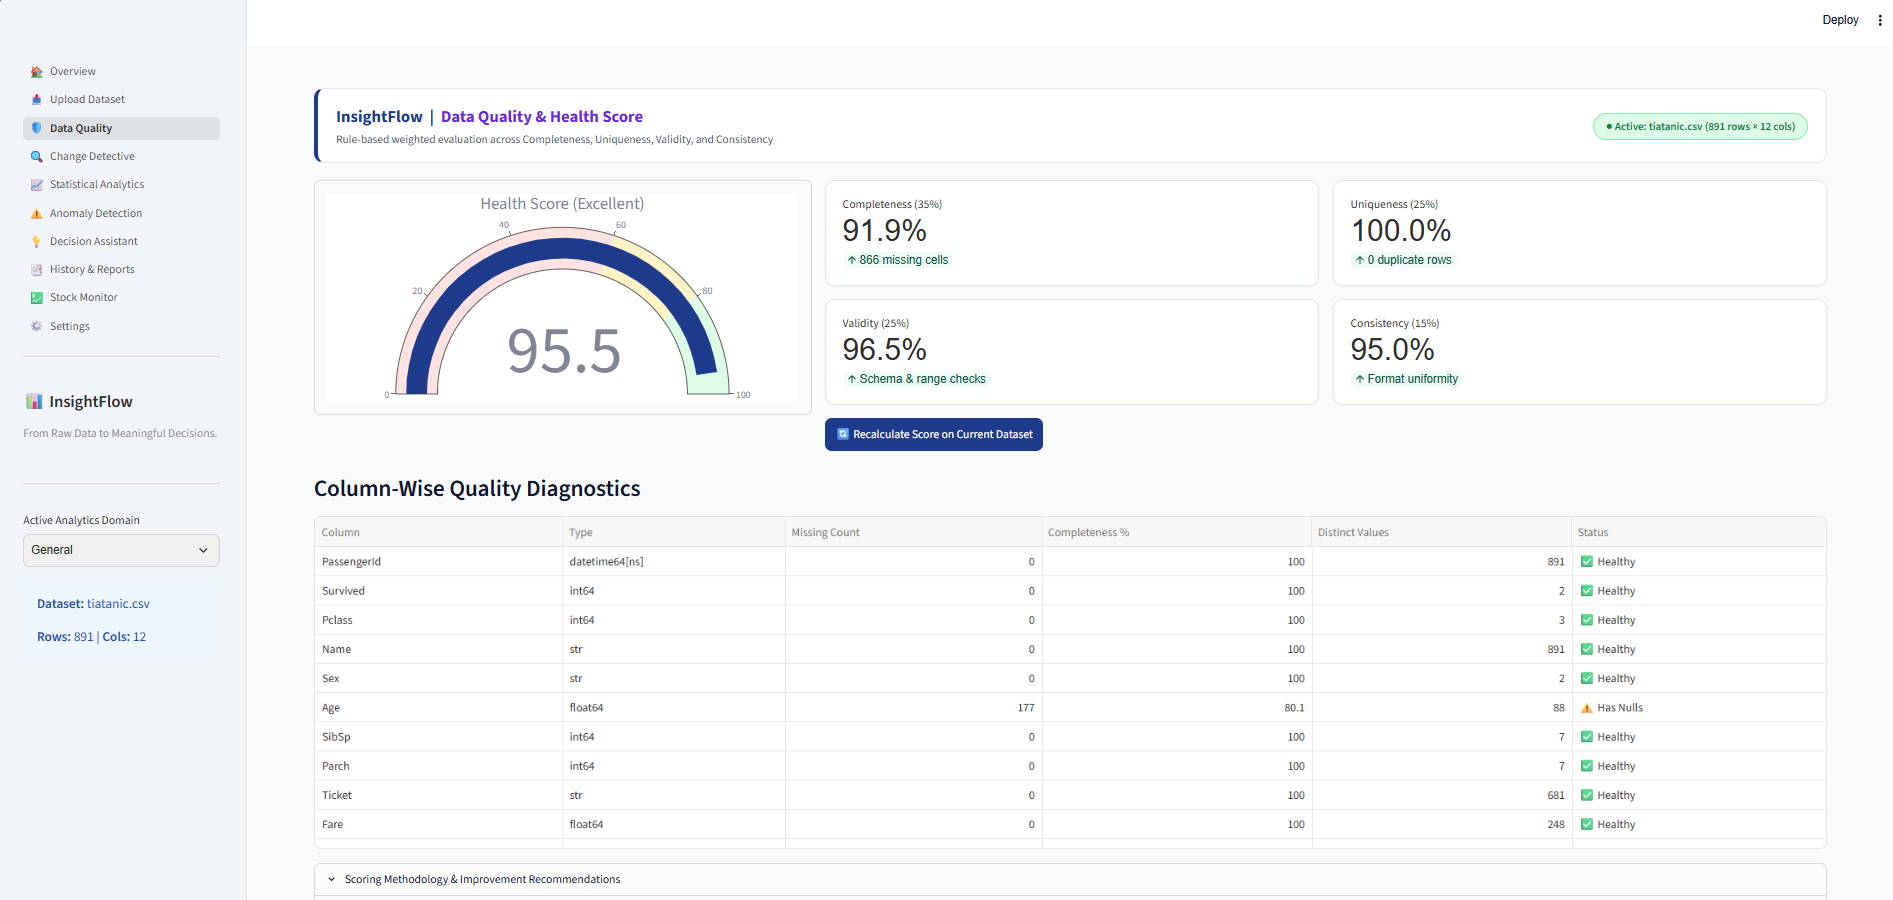 Deploy
Overview
Upload Dataset
Data Quality
Change Detective
Statistical Analytics
Anomaly Detection
Decision Assistant
History & Reports
Stock Monitor
Settings
InsightFlow
From Raw Data to Meaningful Decisions.
Active Analytics Domain
General
Dataset: tiatanic.csv
Rows: 891 | Cols: 12
InsightFlow | Data Quality & Health Score
Rule-based weighted evaluation across Completeness, Uniqueness, Validity, and Consistency
● Active: tiatanic.csv (891 rows × 12 cols)
Health Score (Excellent)
0
20
40
60
80
100
95.5
Completeness (35%)
91.9%
↑ 866 missing cells
Uniqueness (25%)
100.0%
↑ 0 duplicate rows
Validity (25%)
96.5%
↑ Schema & range checks
Consistency (15%)
95.0%
↑ Format uniformity
Recalculate Score on Current Dataset
Column-Wise Quality Diagnostics
Column Type Missing Count Completeness % Distinct Values Status
PassengerId datetime64[ns] 0 100 891 ✅ Healthy
Survived int64 0 100 2 ✅ Healthy
Pclass int64 0 100 3 ✅ Healthy
Name str 0 100 891 ✅ Healthy
Sex str 0 100 2 ✅ Healthy
Age float64 177 80.1 88 ⚠️ Has Nulls
SibSp int64 0 100 7 ✅ Healthy
Parch int64 0 100 7 ✅ Healthy
Ticket str 0 100 681 ✅ Healthy
Fare float64 0 100 248 ✅ Healthy
Scoring Methodology & Improvement Recommendations